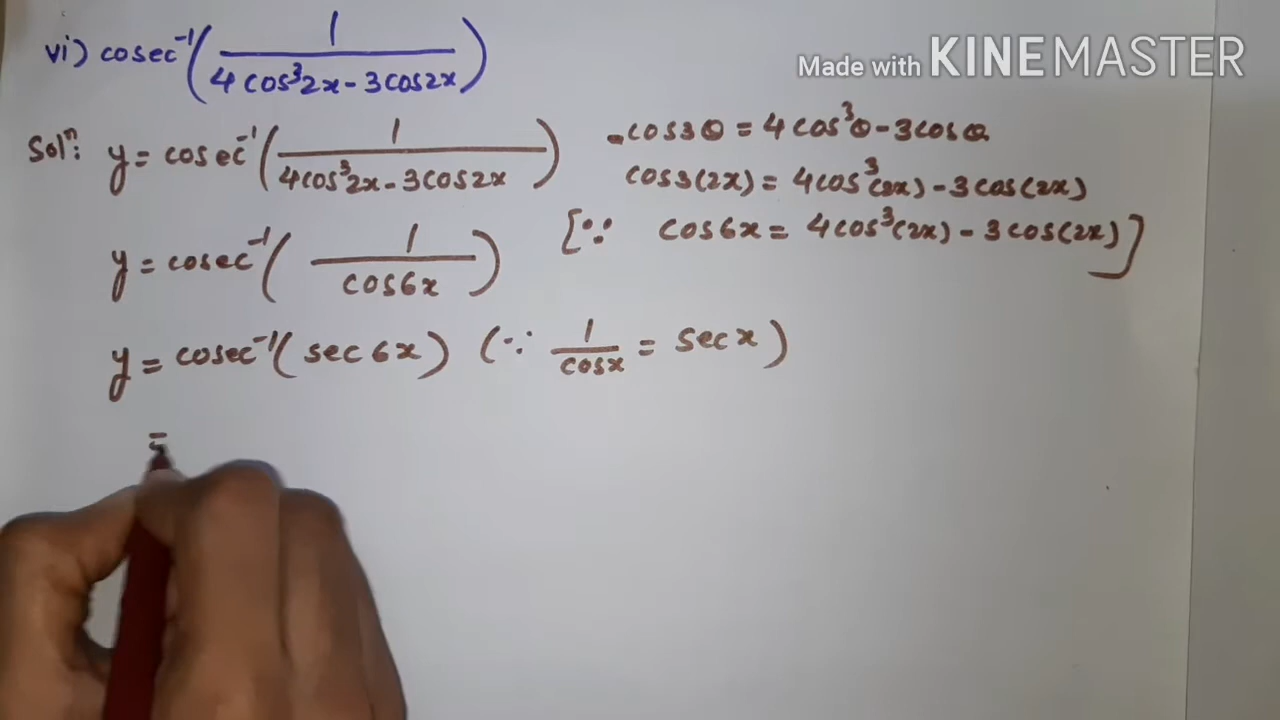 vi) cosec⁻¹(1/(4cos³2x-3cos2x))
Made with KINEMASTER
Solⁿ: y = cosec⁻¹(1/(4cos³2x-3cos2x))
cos3θ = 4cos³θ-3cosθ
cos3(2x) = 4cos³(2x)-3cos(2x)
[∵ cos6x = 4cos³(2x)-3cos(2x)]
y = cosec⁻¹(1/cos6x)
y = cosec⁻¹(sec6x) (∵ 1/cosx = secx)
=